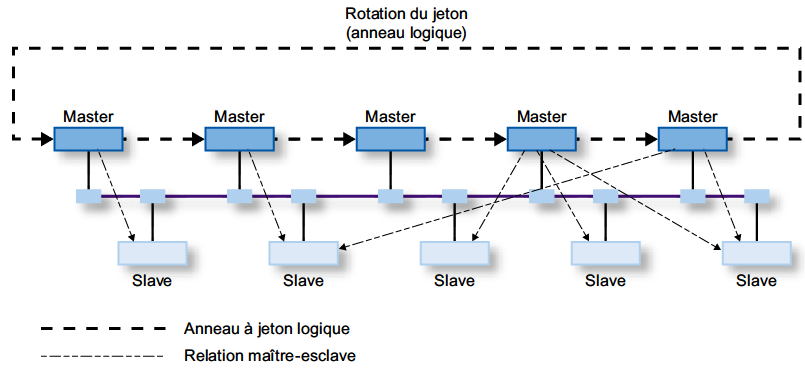 Rotation du jeton
(anneau logique)
Master
Master
Master
Master
Master
Slave
Slave
Slave
Slave
Slave
Anneau à jeton logique
Relation maître-esclave